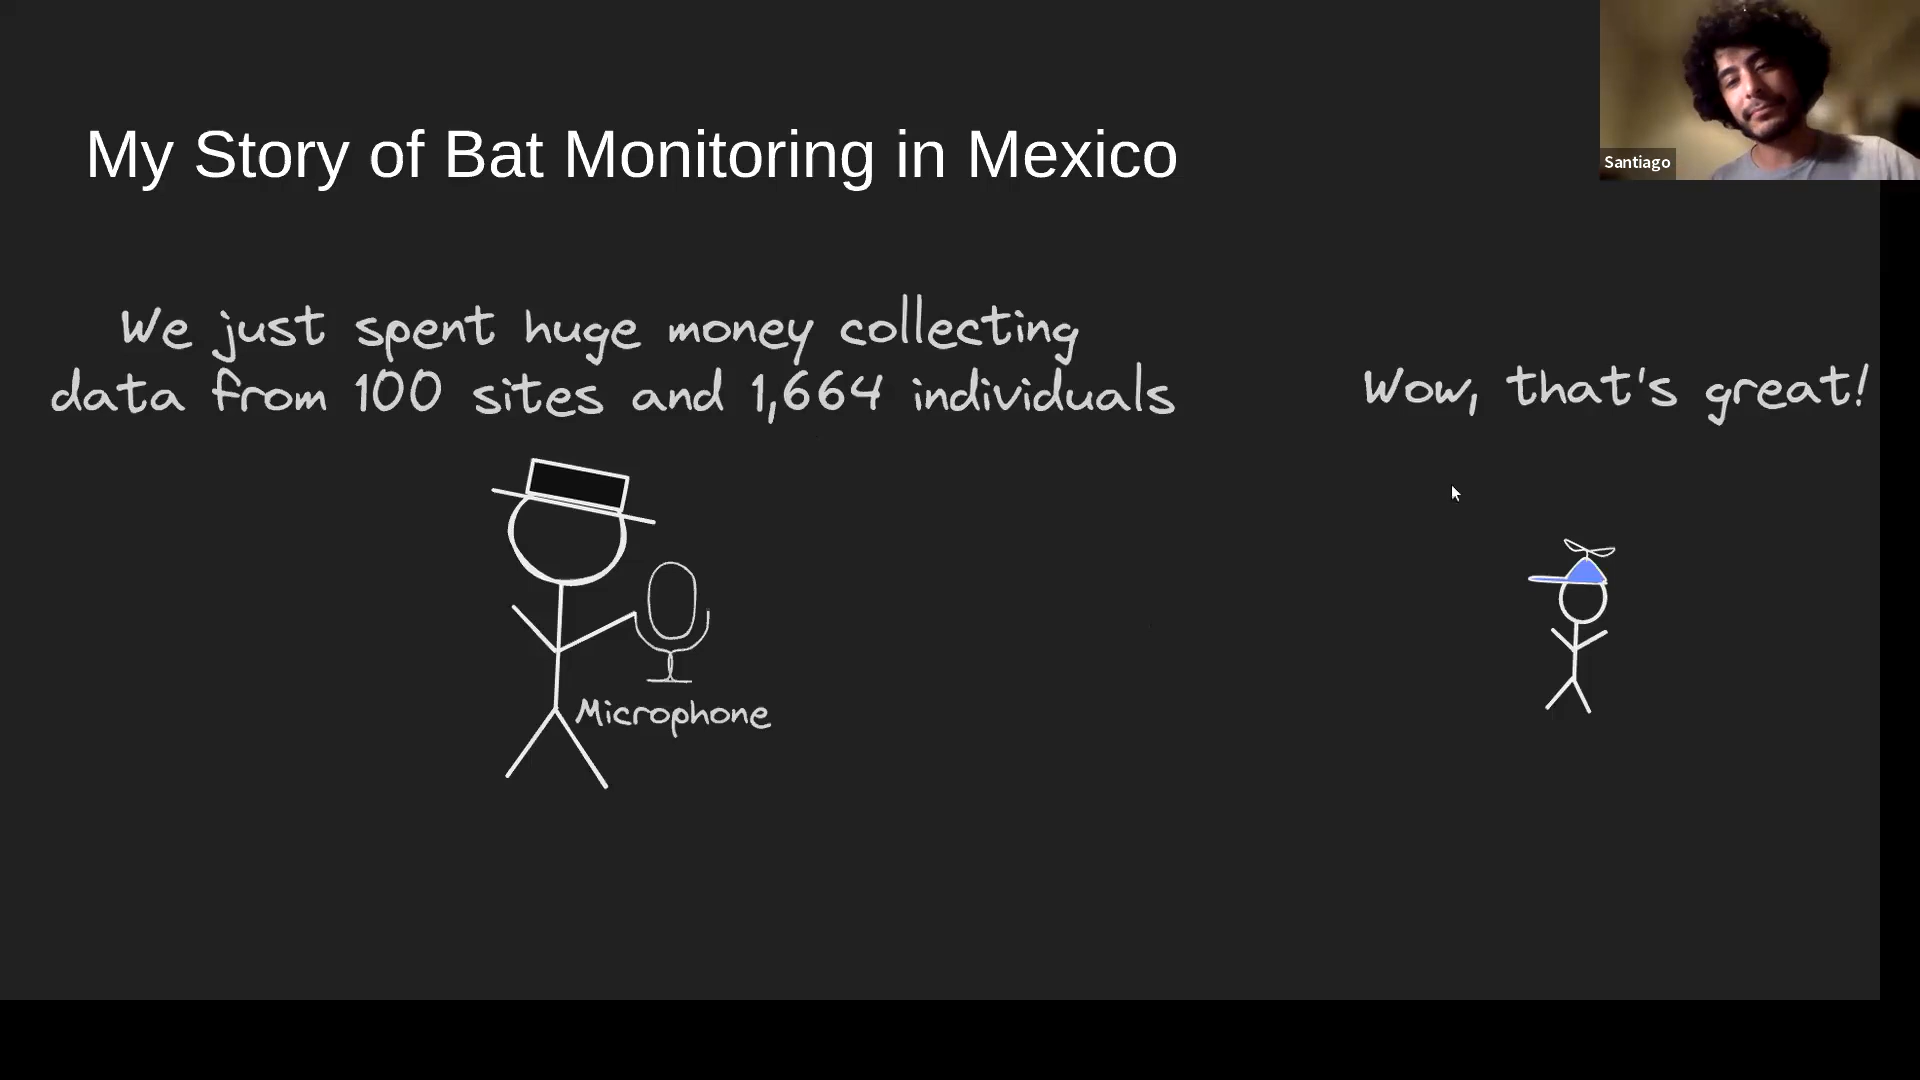 My Story of Bat Monitoring in Mexico
Santiago
We just spent huge money collecting
data from 100 sites and 1,664 individuals
Wow, that's great!
Microphone